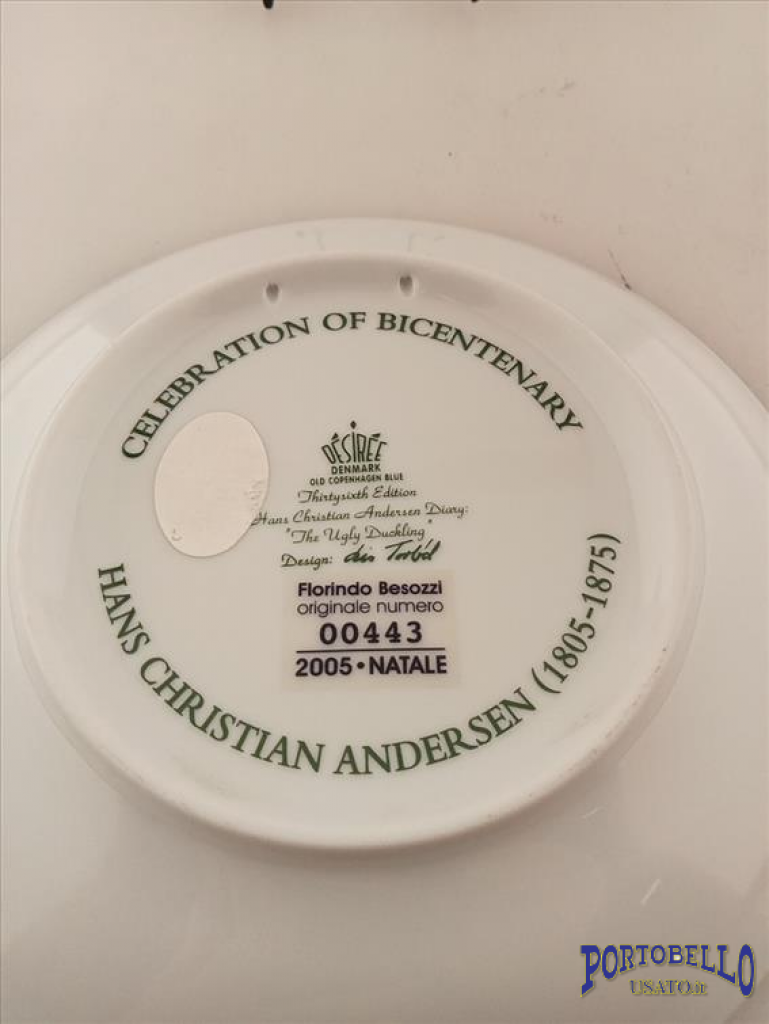 CELEBRATION OF BICENTENARY
DÉSIRÉE
DENMARK
OLD COPENHAGEN BLUE
Thirtysixth Edition
Hans Christian Andersen Diary:
"The Ugly Duckling"
Design:
Florindo Besozzi
originale numero
00443
2005 • NATALE
HANS CHRISTIAN ANDERSEN (1805-1875)
PORTOBELLO
USATO.it